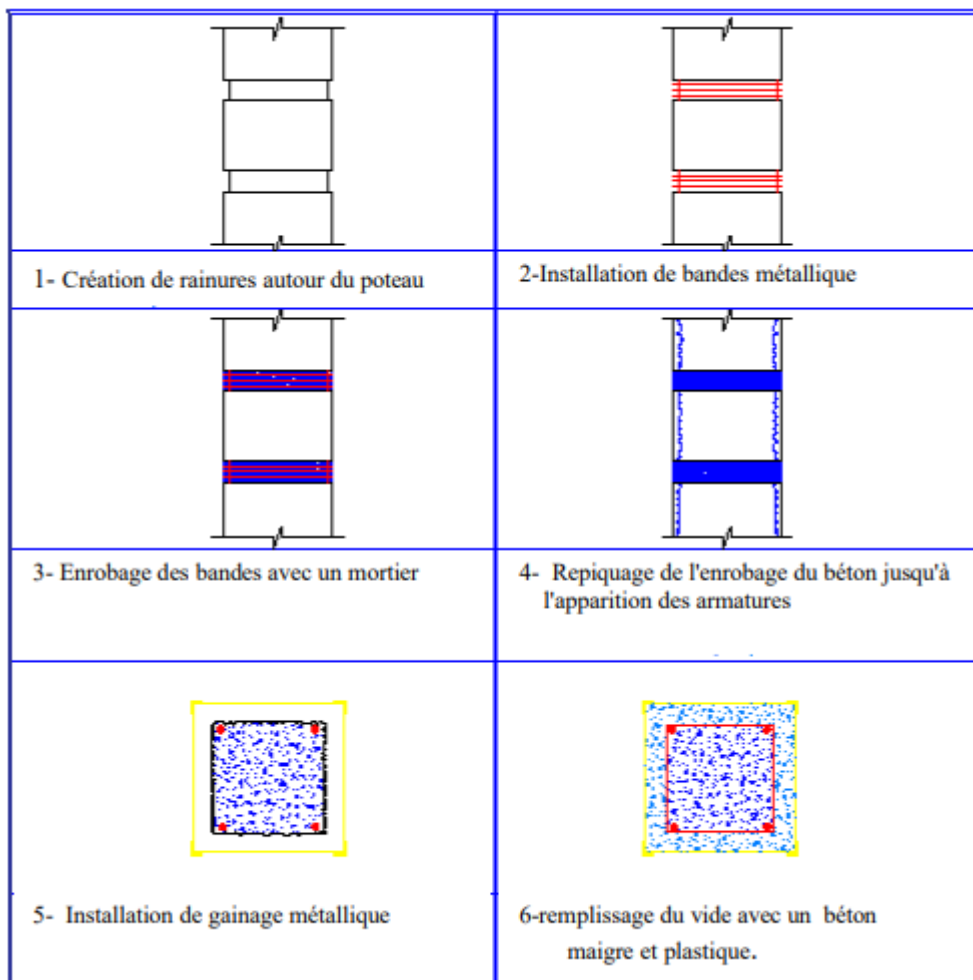 1- Création de rainures autour du poteau
2-Installation de bandes métallique
3- Enrobage des bandes avec un mortier
4- Repiquage de l'enrobage du béton jusqu'à
l'apparition des armatures
5- Installation de gainage métallique
6-remplissage du vide avec un béton
maigre et plastique.